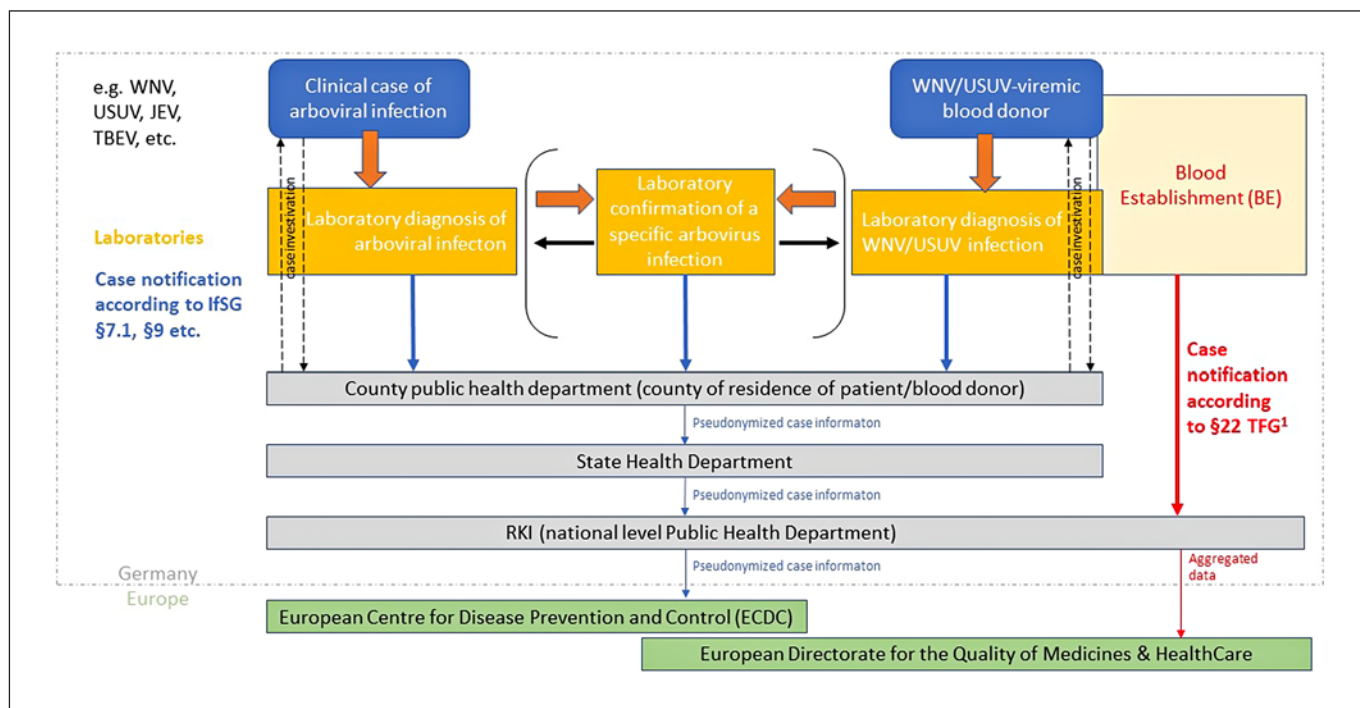 e.g. WNV,
USUV, JEV,
TBEV, etc.
Clinical case of
arboviral infection
WNV/USUV-viremic
blood donor
Blood
Establishment (BE)
Laboratories
case investivation
Laboratory diagnosis of
arboviral infecton
Laboratory
confirmation of a
specific arbovirus
infection
Laboratory diagnosis of
WNV/USUV infection
case investivation
Case notification
according to IfSG
§7.1, §9 etc.
Case
notification
according
to §22 TFG¹
County public health department (county of residence of patient/blood donor)
Pseudonymized case informaton
State Health Department
Pseudonymized case informaton
RKI (national level Public Health Department)
Pseudonymized case informaton
Aggregated
data
Germany
Europe
European Centre for Disease Prevention and Control (ECDC)
European Directorate for the Quality of Medicines & HealthCare